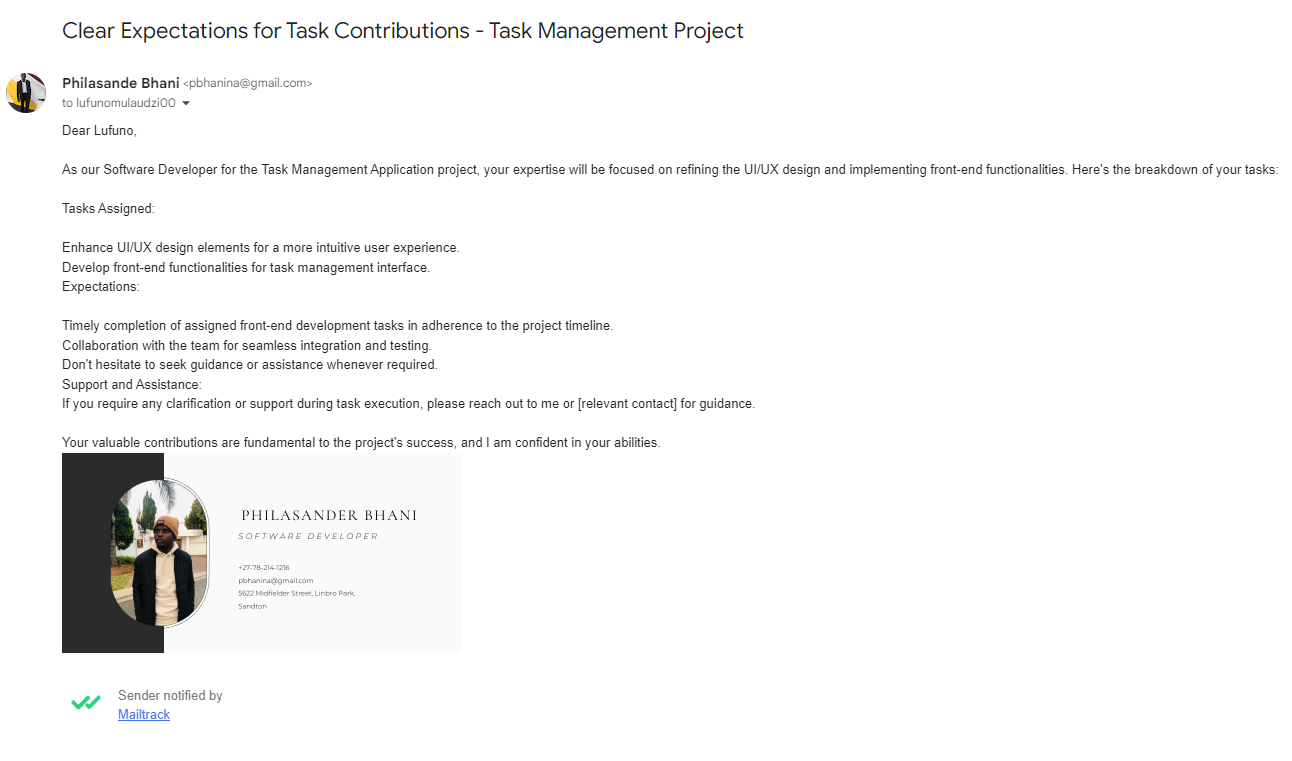 Clear Expectations for Task Contributions - Task Management Project
Philasande Bhani <pbhanina@gmail.com>
to lufunomulaudzi00
Dear Lufuno,
As our Software Developer for the Task Management Application project, your expertise will be focused on refining the UI/UX design and implementing front-end functionalities. Here's the breakdown of your tasks:
Tasks Assigned:
Enhance UI/UX design elements for a more intuitive user experience.
Develop front-end functionalities for task management interface.
Expectations:
Timely completion of assigned front-end development tasks in adherence to the project timeline.
Collaboration with the team for seamless integration and testing.
Don't hesitate to seek guidance or assistance whenever required.
Support and Assistance:
If you require any clarification or support during task execution, please reach out to me or [relevant contact] for guidance.
Your valuable contributions are fundamental to the project's success, and I am confident in your abilities.
PHILASANDER BHANI
SOFTWARE DEVELOPER
+27-78-214-1216
pbhanina@gmail.com
5622 Midfielder Street, Linbro Park,
Sandton
Sender notified by
Mailtrack